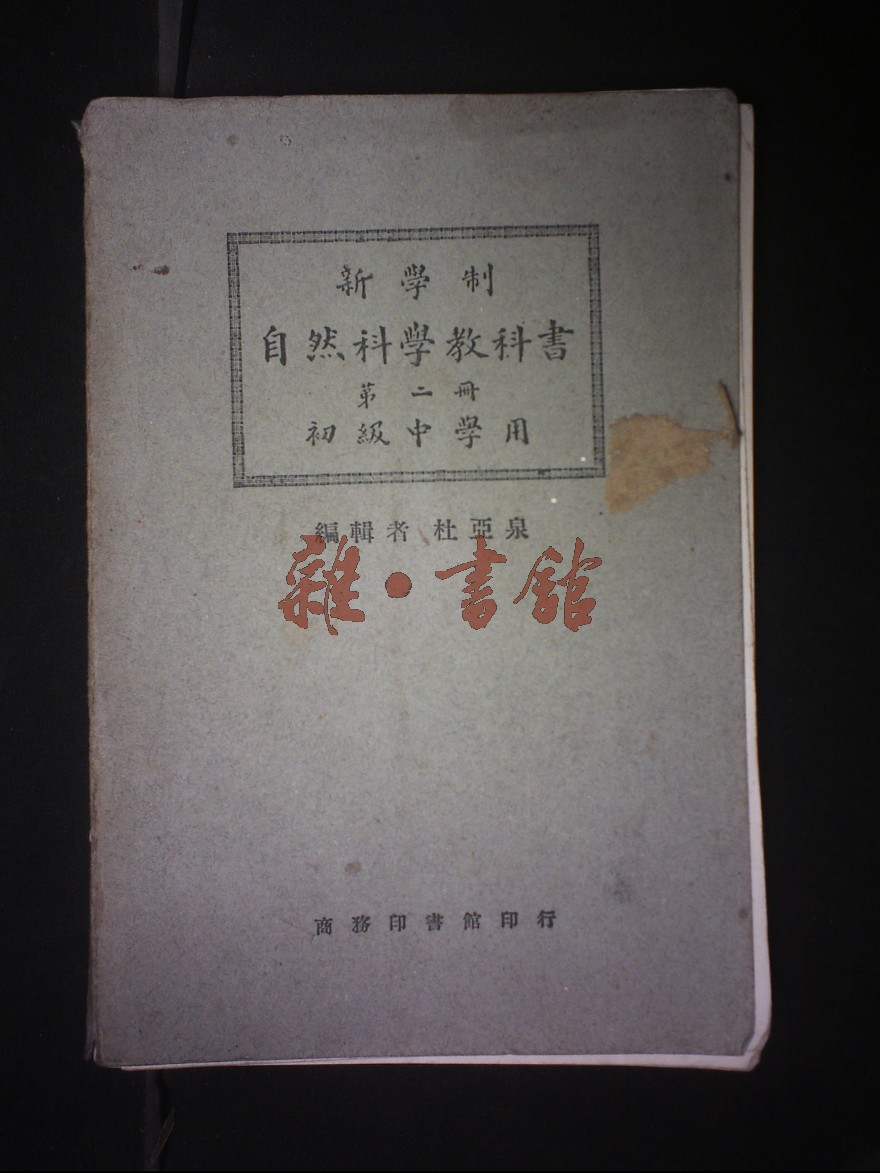 新學制
自然科學教科書
第二冊
初級中學用
編輯者 杜亞泉
雜·書館
商務印書館印行